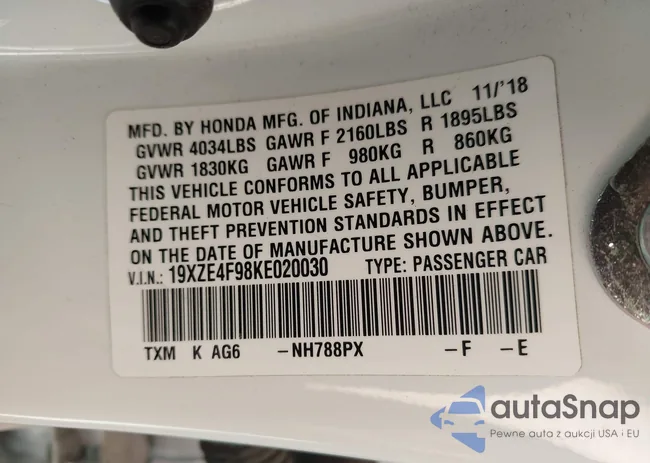 MFD. BY HONDA MFG. OF INDIANA, LLC 11/'18
GVWR 4034LBS GAWR F 2160LBS R 1895LBS
GVWR 1830KG GAWR F 980KG R 860KG
THIS VEHICLE CONFORMS TO ALL APPLICABLE
FEDERAL MOTOR VEHICLE SAFETY, BUMPER,
AND THEFT PREVENTION STANDARDS IN EFFECT
ON THE DATE OF MANUFACTURE SHOWN ABOVE.
V.I.N.: 19XZE4F98KE020030 TYPE: PASSENGER CAR
TXM K AG6 -NH788PX -F -E
autaSnap
Pewne auta z aukcji USA i EU